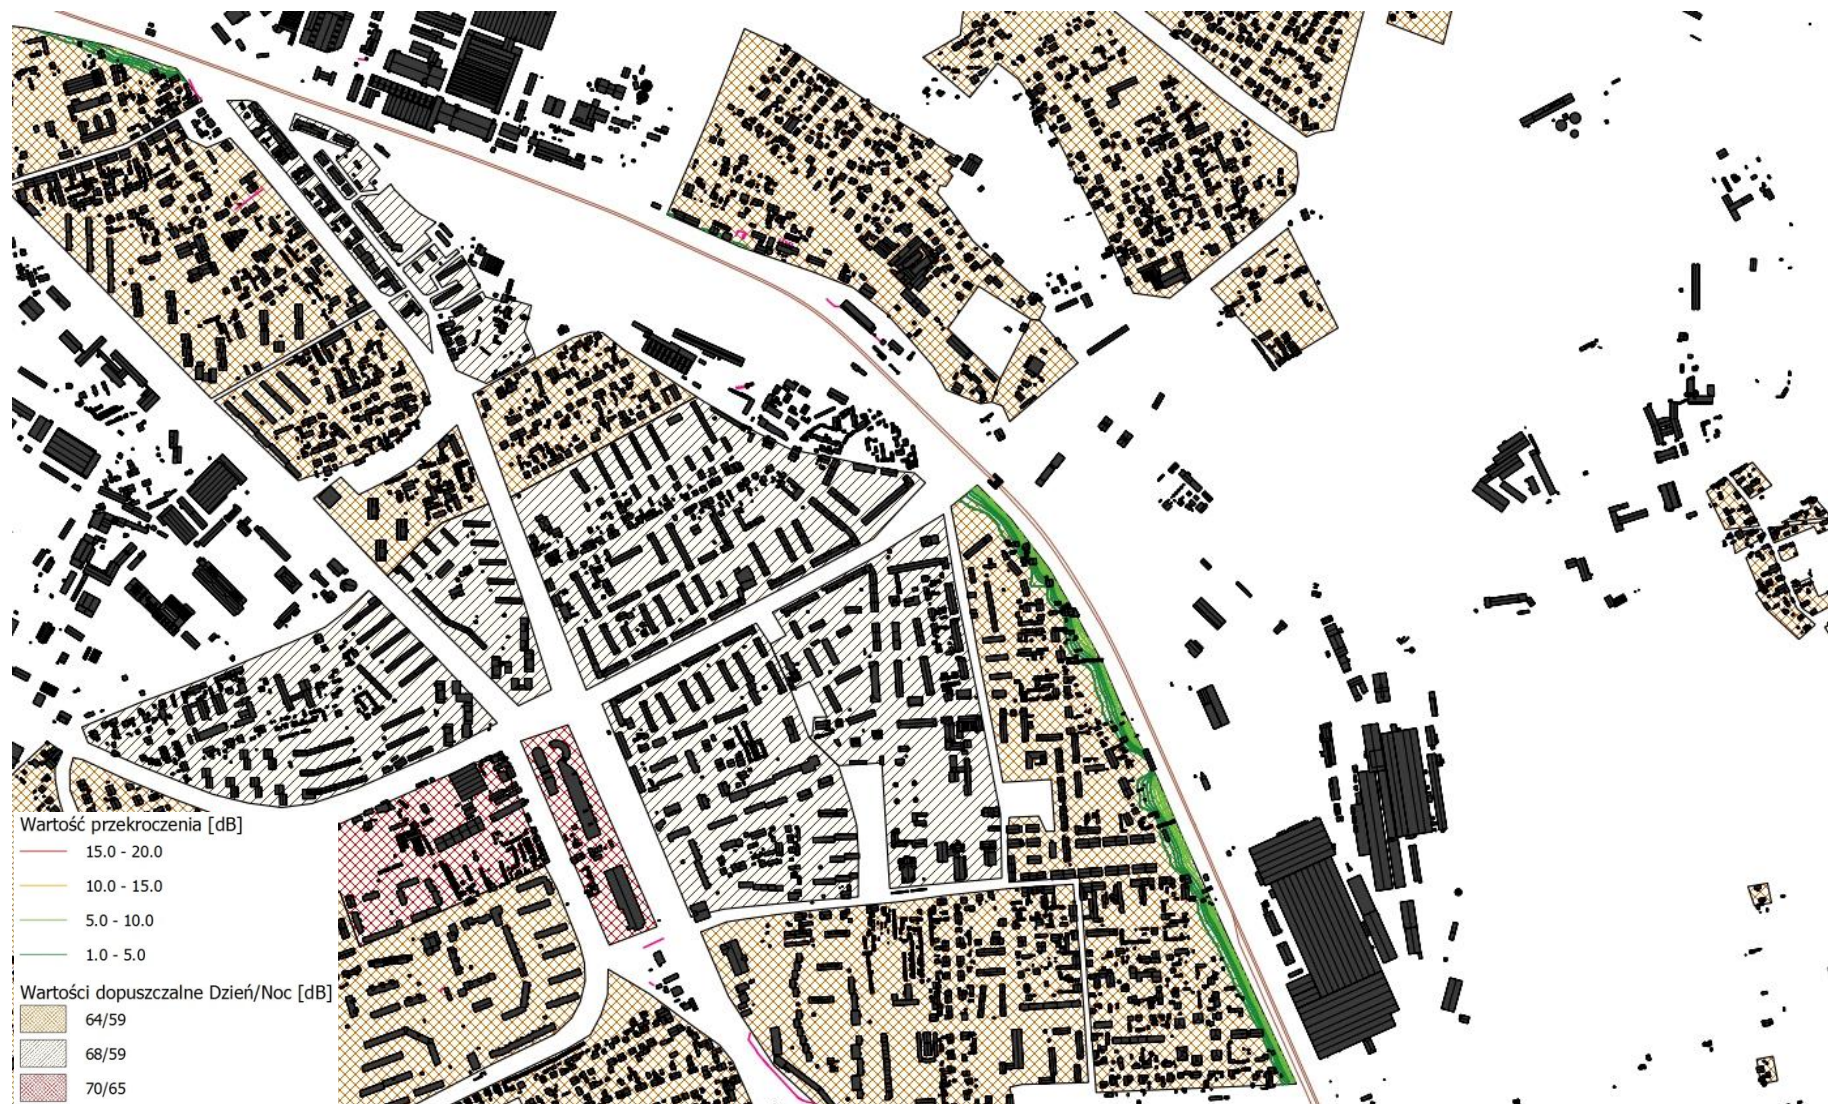 Wartość przekroczenia [dB]
15.0 - 20.0
10.0 - 15.0
5.0 - 10.0
1.0 - 5.0
Wartości dopuszczalne Dzień/Noc [dB]
64/59
68/59
70/65